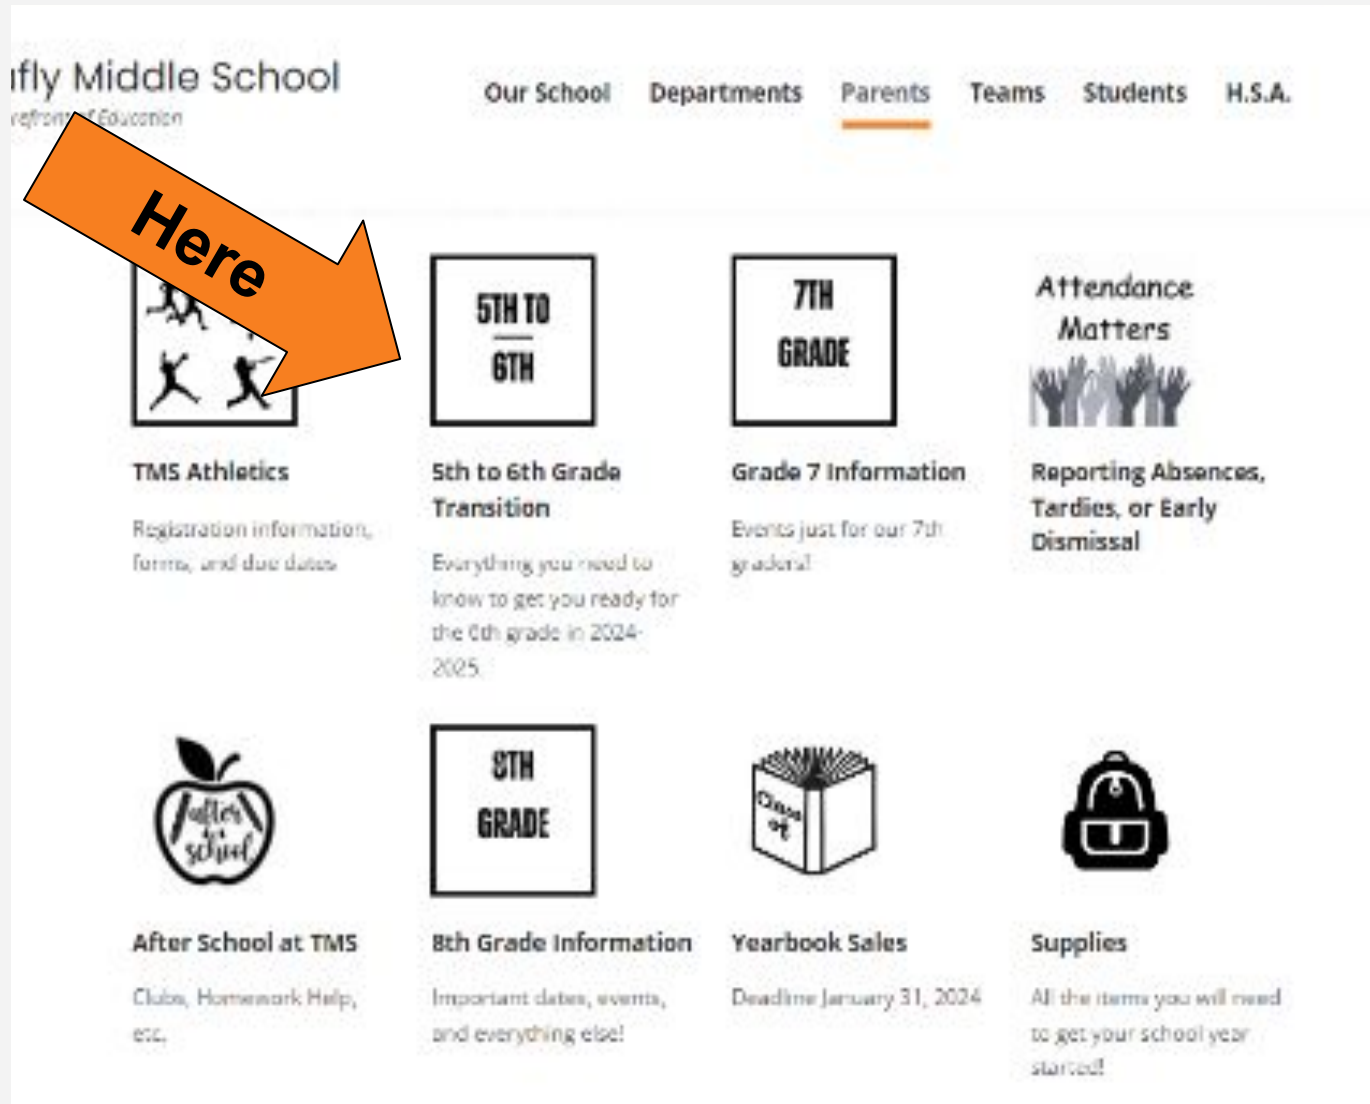 fly Middle School
of Education
Our School Departments Parents Teams Students H.S.A.
Here
5TH TO
6TH
7TH
GRADE
Attendance
Matters
TMS Athletics
Registration information,
forms, and due dates
5th to 6th Grade
Transition
Everything you need to
know to get you ready for
the 6th grade in 2024-
2025.
Grade 7 Information
Events just for our 7th
graders!
Reporting Absences,
Tardies, or Early
Dismissal
after
school
8TH
GRADE
Class
of
After School at TMS
Clubs, Homework Help,
etc.
8th Grade Information
Important dates, events,
and everything else!
Yearbook Sales
Deadline January 31, 2024
Supplies
All the items you will need
to get your school year
started!